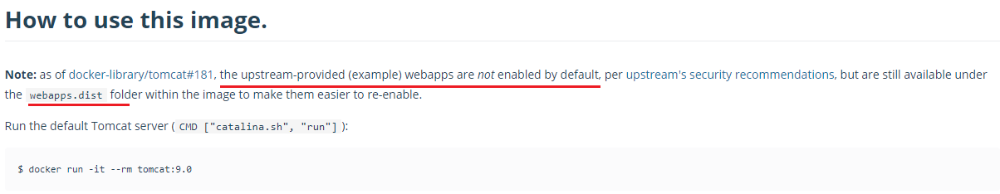 How to use this image.
Note: as of docker-library/tomcat#181, the upstream-provided (example) webapps are not enabled by default, per upstream's security recommendations, but are still available under
the webapps.dist folder within the image to make them easier to re-enable.
Run the default Tomcat server ( CMD ["catalina.sh", "run"] ):
$ docker run -it --rm tomcat:9.0